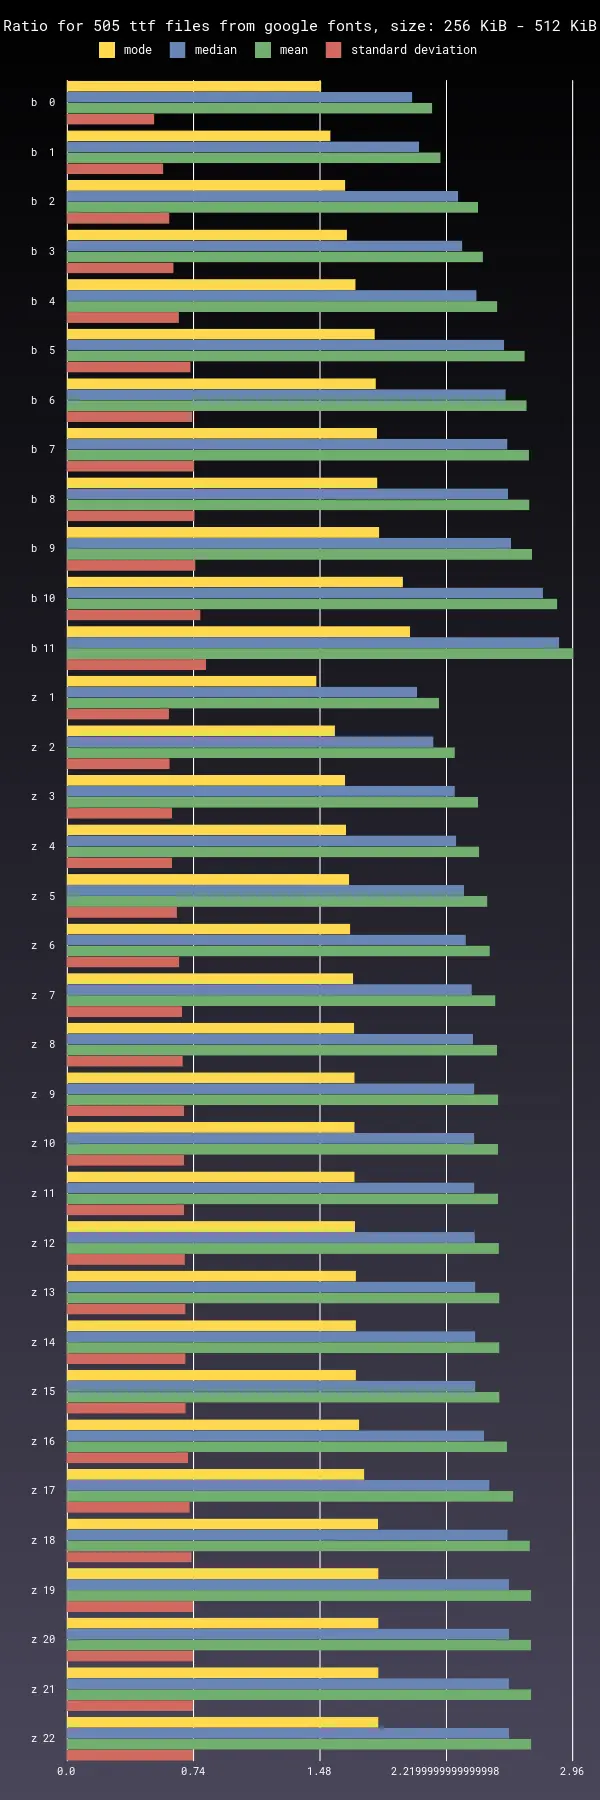 Ratio for 505 ttf files from google fonts, size: 256 KiB - 512 KiB
mode median mean standard deviation
b 0
b 1
b 2
b 3
b 4
b 5
b 6
b 7
b 8
b 9
b 10
b 11
z 1
z 2
z 3
z 4
z 5
z 6
z 7
z 8
z 9
z 10
z 11
z 12
z 13
z 14
z 15
z 16
z 17
z 18
z 19
z 20
z 21
z 22
0.0 0.74 1.48 2.2199999999999998 2.96